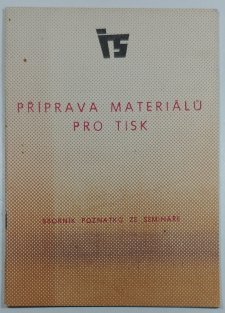 PŘÍPRAVA MATERIÁLŮ
PRO TISK
SBORNÍK POZNATKŮ ZE SEMINÁŘE